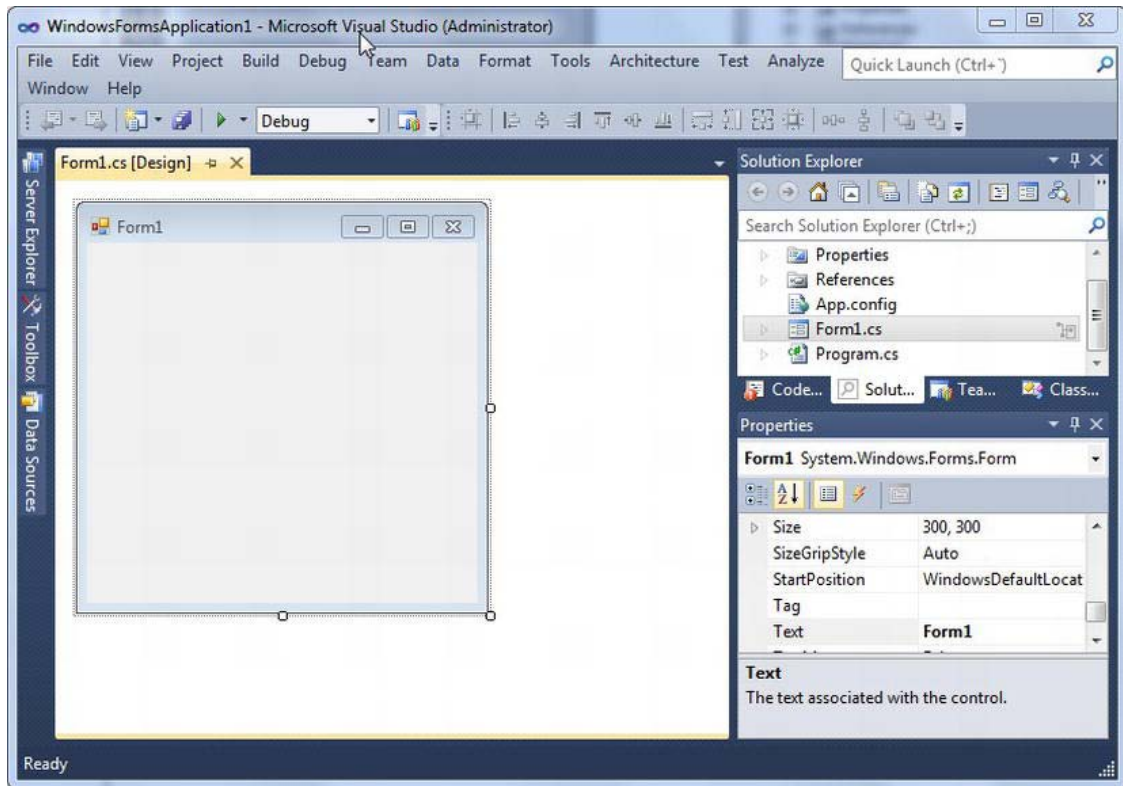 WindowsFormsApplication1 - Microsoft Visual Studio (Administrator)
File Edit View Project Build Debug Team Data Format Tools Architecture Test Analyze Quick Launch (Ctrl+`)
Window Help
Debug
Server Explorer
Toolbox
Data Sources
Form1.cs [Design]
Form1
Solution Explorer
Search Solution Explorer (Ctrl+;)
Properties
References
App.config
Form1.cs
Program.cs
Code... Solut... Tea... Class...
Properties
Form1 System.Windows.Forms.Form
Size 300, 300
SizeGripStyle Auto
StartPosition WindowsDefaultLocat
Tag
Text Form1
Text
The text associated with the control.
Ready